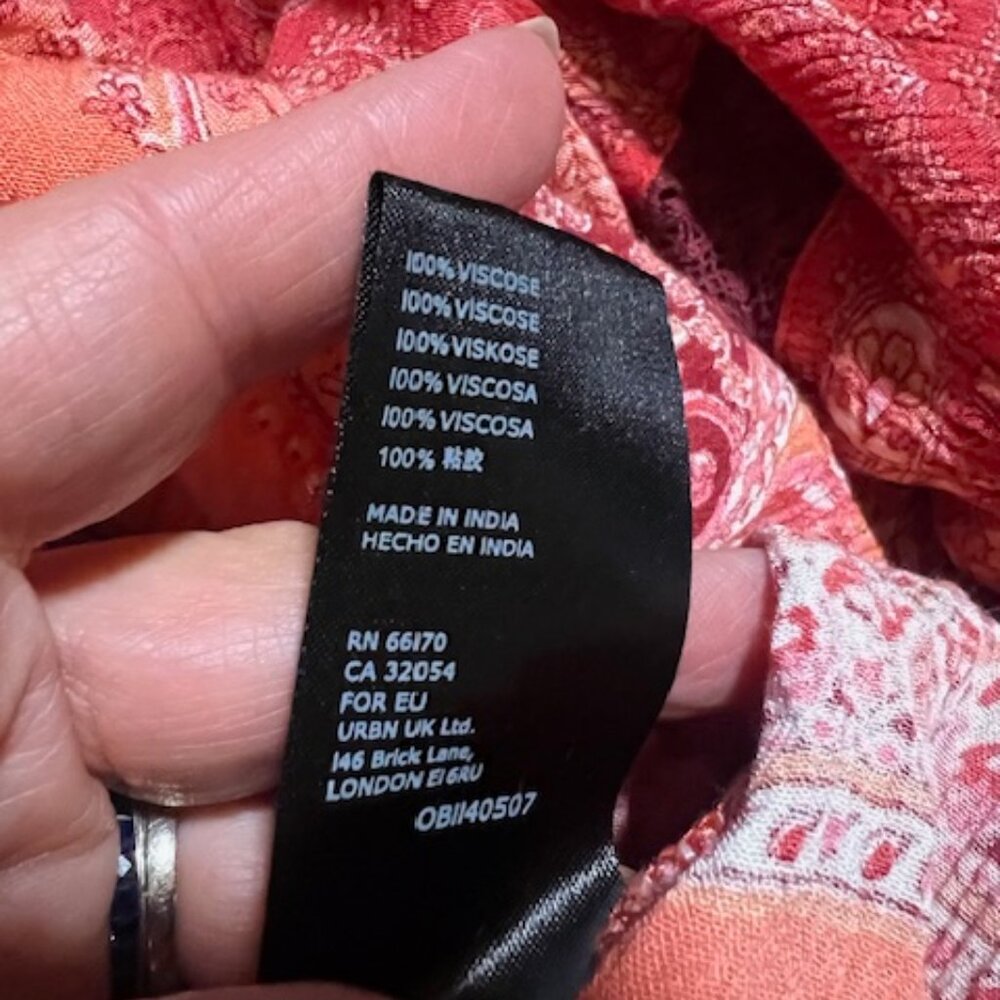 100% VISCOSE
100% VISCOSE
100% VISKOSE
100% VISCOSA
100% VISCOSA
100% 粘胶
MADE IN INDIA
HECHO EN INDIA
RN 66170
CA 32054
FOR EU
URBN UK Ltd.
146 Brick Lane,
LONDON E1 6RU
OB1140507